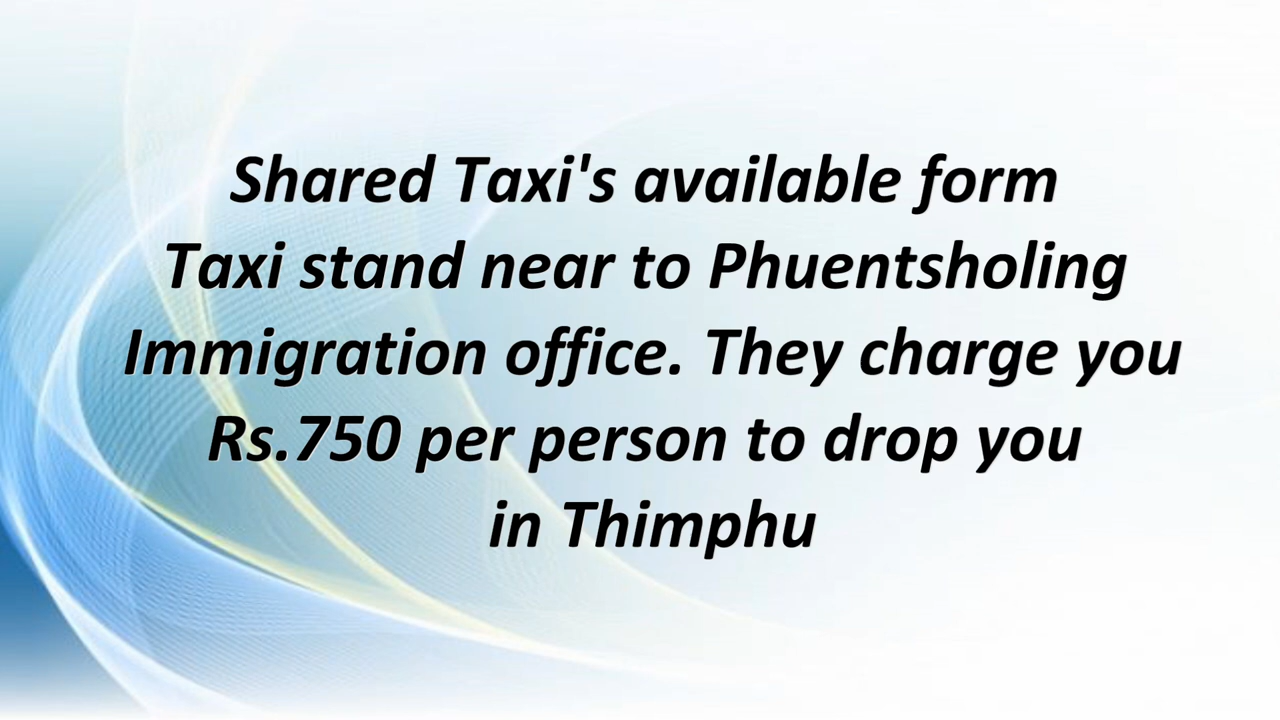 Shared Taxi's available form
Taxi stand near to Phuentsholing
Immigration office. They charge you
Rs.750 per person to drop you
in Thimphu